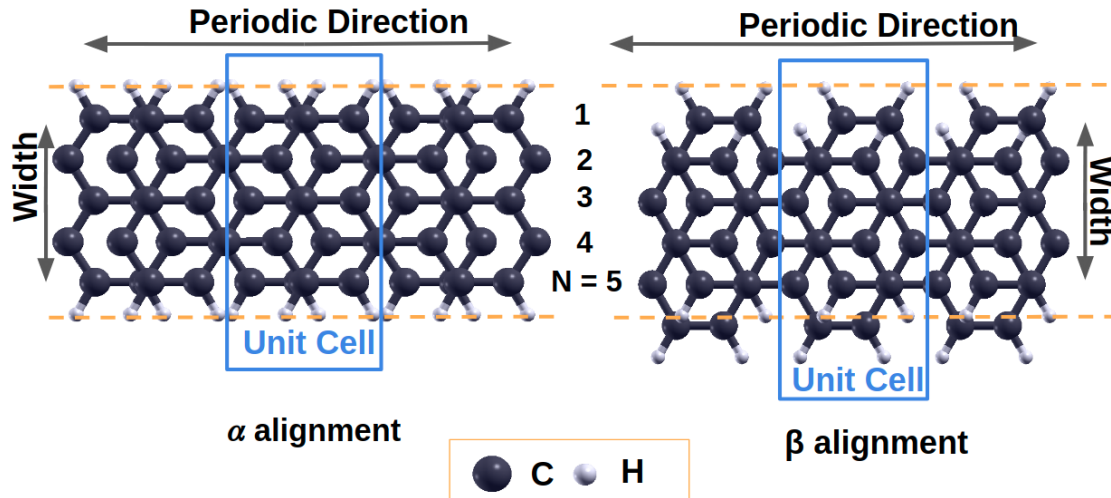 Periodic Direction
Periodic Direction
Width
1
2
3
4
N = 5
Width
Unit Cell
Unit Cell
α alignment
β alignment
C H